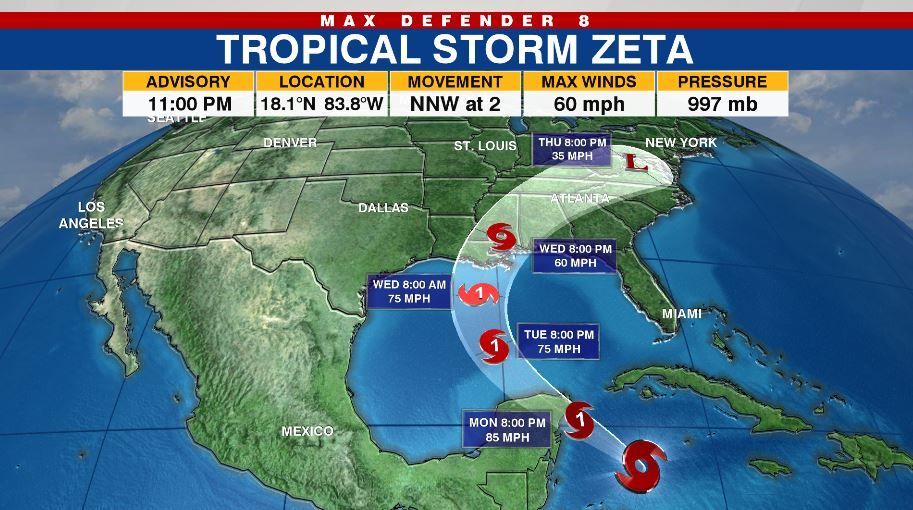 MAX DEFENDER 8
TROPICAL STORM ZETA
ADVISORY
11:00 PM
LOCATION
18.1°N 83.8°W
MOVEMENT
NNW at 2
MAX WINDS
60 mph
PRESSURE
997 mb
SEATTLE
DENVER
ST. LOUIS
THU 8:00 PM
35 MPH
L
NEW YORK
LOS
ANGELES
DALLAS
ATLANTA
WED 8:00 PM
60 MPH
WED 8:00 AM
75 MPH
1
MIAMI
1
TUE 8:00 PM
75 MPH
MON 8:00 PM
85 MPH
1
MEXICO